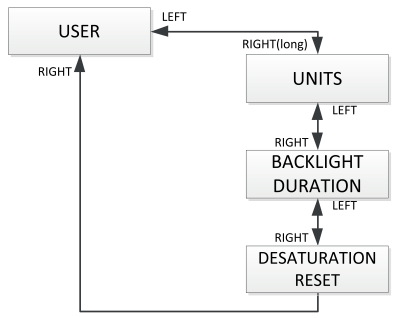 USER
LEFT
RIGHT(long)
RIGHT
UNITS
LEFT
RIGHT
BACKLIGHT
DURATION
LEFT
RIGHT
DESATURATION
RESET